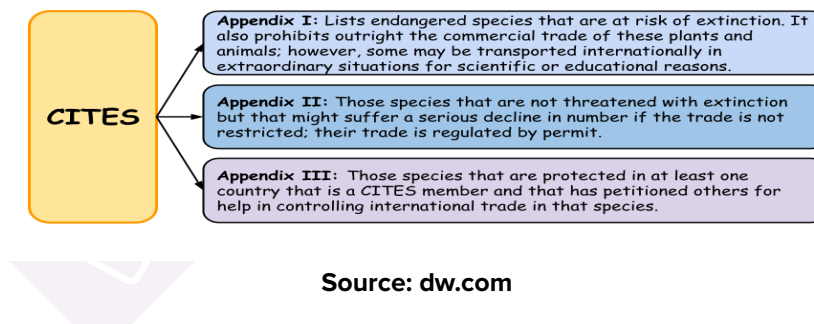 CITES
Appendix I: Lists endangered species that are at risk of extinction. It
also prohibits outright the commercial trade of these plants and
animals; however, some may be transported internationally in
extraordinary situations for scientific or educational reasons.
Appendix II: Those species that are not threatened with extinction
but that might suffer a serious decline in number if the trade is not
restricted; their trade is regulated by permit.
Appendix III: Those species that are protected in at least one
country that is a CITES member and that has petitioned others for
help in controlling international trade in that species.
Source: dw.com